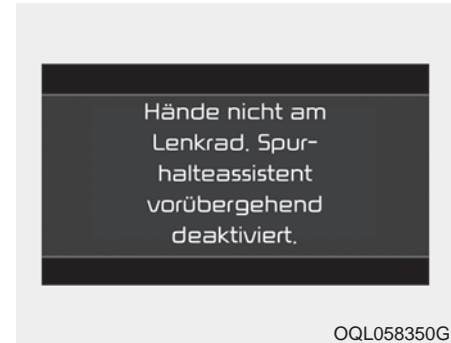 Hände nicht am
Lenkrad. Spur-
halteassistent
vorübergehend
deaktiviert.
OQL058350G